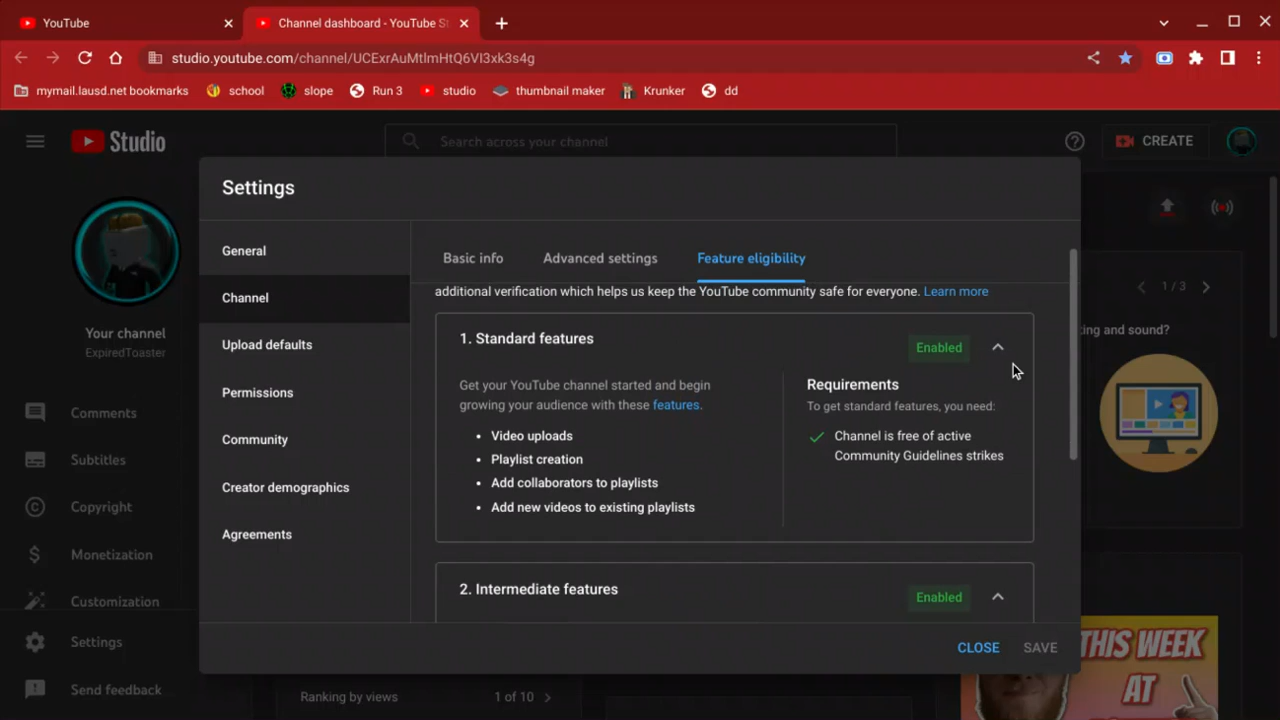 YouTube
Channel dashboard - YouTube S
studio.youtube.com/channel/UCExrAuMtlmHtQ6VI3xk3s4g
mymail.lausd.net bookmarks
school
slope
Run 3
studio
thumbnail maker
Krunker
dd
Studio
Search across your channel
CREATE
Settings
Your channel
ExpiredToaster
Comments
Subtitles
Copyright
Monetization
Customization
Settings
Send feedback
General
Channel
Upload defaults
Permissions
Community
Creator demographics
Agreements
Basic info
Advanced settings
Feature eligibility
additional verification which helps us keep the YouTube community safe for everyone. Learn more
1. Standard features
Enabled
Get your YouTube channel started and begin
growing your audience with these features.
• Video uploads
• Playlist creation
• Add collaborators to playlists
• Add new videos to existing playlists
Requirements
To get standard features, you need:
Channel is free of active
Community Guidelines strikes
2. Intermediate features
Enabled
CLOSE
SAVE
1 / 3
ing and sound?
THIS WEEK
AT
Ranking by views
1 of 10